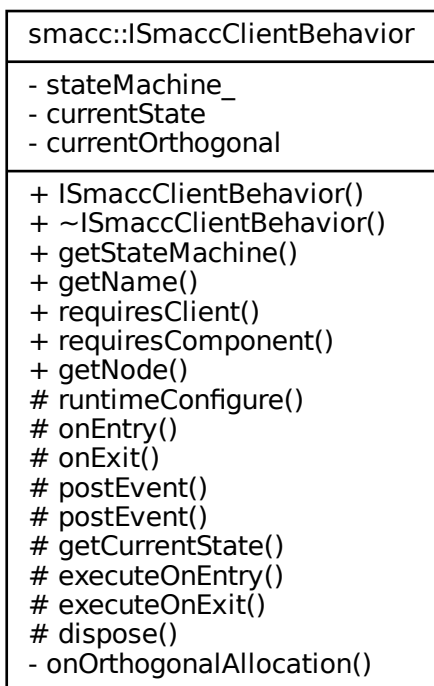 smacc::ISmaccClientBehavior
- stateMachine_
- currentState
- currentOrthogonal
+ ISmaccClientBehavior()
+ ~ISmaccClientBehavior()
+ getStateMachine()
+ getName()
+ requiresClient()
+ requiresComponent()
+ getNode()
# runtimeConfigure()
# onEntry()
# onExit()
# postEvent()
# postEvent()
# getCurrentState()
# executeOnEntry()
# executeOnExit()
# dispose()
- onOrthogonalAllocation()